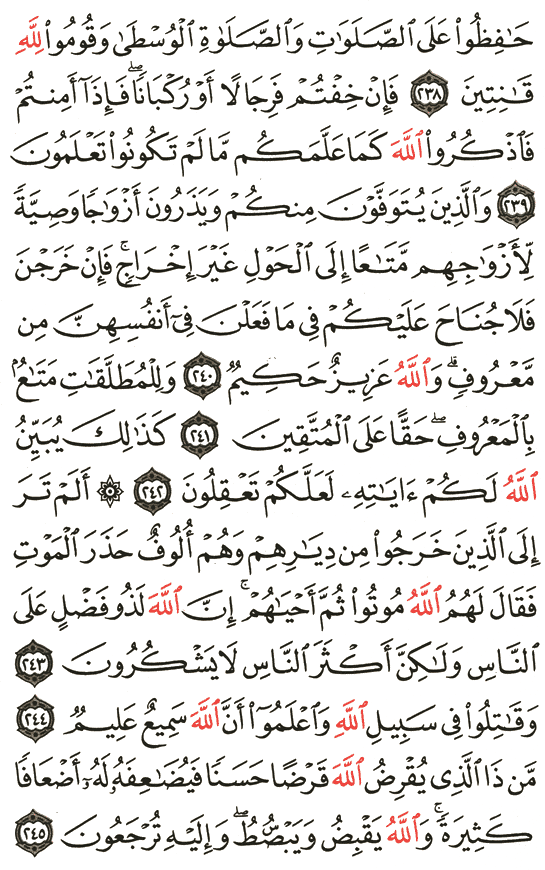 حَـٰفِظُوا۟ عَلَى ٱلصَّلَوَٰتِ وَٱلصَّلَوٰةِ ٱلْوُسْطَىٰ وَقُومُوا۟ لِلَّهِ
قَـٰنِتِينَ ٢٣٨ فَإِنْ خِفْتُمْ فَرِجَالًا أَوْ رُكْبَانًا ۖ فَإِذَآ أَمِنتُمْ
فَٱذْكُرُوا۟ ٱللَّهَ كَمَا عَلَّمَكُم مَّا لَمْ تَكُونُوا۟ تَعْلَمُونَ
٢٣٩ وَٱلَّذِينَ يُتَوَفَّوْنَ مِنكُمْ وَيَذَرُونَ أَزْوَٰجًا وَصِيَّةً
لِّأَزْوَٰجِهِم مَّتَـٰعًا إِلَى ٱلْحَوْلِ غَيْرَ إِخْرَاجٍ ۚ فَإِنْ خَرَجْنَ
فَلَا جُنَاحَ عَلَيْكُمْ فِى مَا فَعَلْنَ فِىٓ أَنفُسِهِنَّ مِن
مَّعْرُوفٍ ۗ وَٱللَّهُ عَزِيزٌ حَكِيمٌ ٢٤٠ وَلِلْمُطَلَّقَـٰتِ مَتَـٰعٌۢ
بِٱلْمَعْرُوفِ ۖ حَقًّا عَلَى ٱلْمُتَّقِينَ ٢٤١ كَذَٰلِكَ يُبَيِّنُ
ٱللَّهُ لَكُمْ ءَايَـٰتِهِۦ لَعَلَّكُمْ تَعْقِلُونَ ٢٤٢ ۞ أَلَمْ تَرَ
إِلَى ٱلَّذِينَ خَرَجُوا۟ مِن دِيَـٰرِهِمْ وَهُمْ أُلُوفٌ حَذَرَ ٱلْمَوْتِ
فَقَالَ لَهُمُ ٱللَّهُ مُوتُوا۟ ثُمَّ أَحْيَـٰهُمْ ۚ إِنَّ ٱللَّهَ لَذُو فَضْلٍ عَلَى
ٱلنَّاسِ وَلَـٰكِنَّ أَكْثَرَ ٱلنَّاسِ لَا يَشْكُرُونَ ٢٤٣
وَقَـٰتِلُوا۟ فِى سَبِيلِ ٱللَّهِ وَٱعْلَمُوٓا۟ أَنَّ ٱللَّهَ سَمِيعٌ عَلِيمٌ ٢٤٤
مَّن ذَا ٱلَّذِى يُقْرِضُ ٱللَّهَ قَرْضًا حَسَنًا فَيُضَـٰعِفَهُۥ لَهُۥٓ أَضْعَافًا
كَثِيرَةً ۚ وَٱللَّهُ يَقْبِضُ وَيَبْصُۜطُ ۖ وَإِلَيْهِ تُرْجَعُونَ ٢٤٥